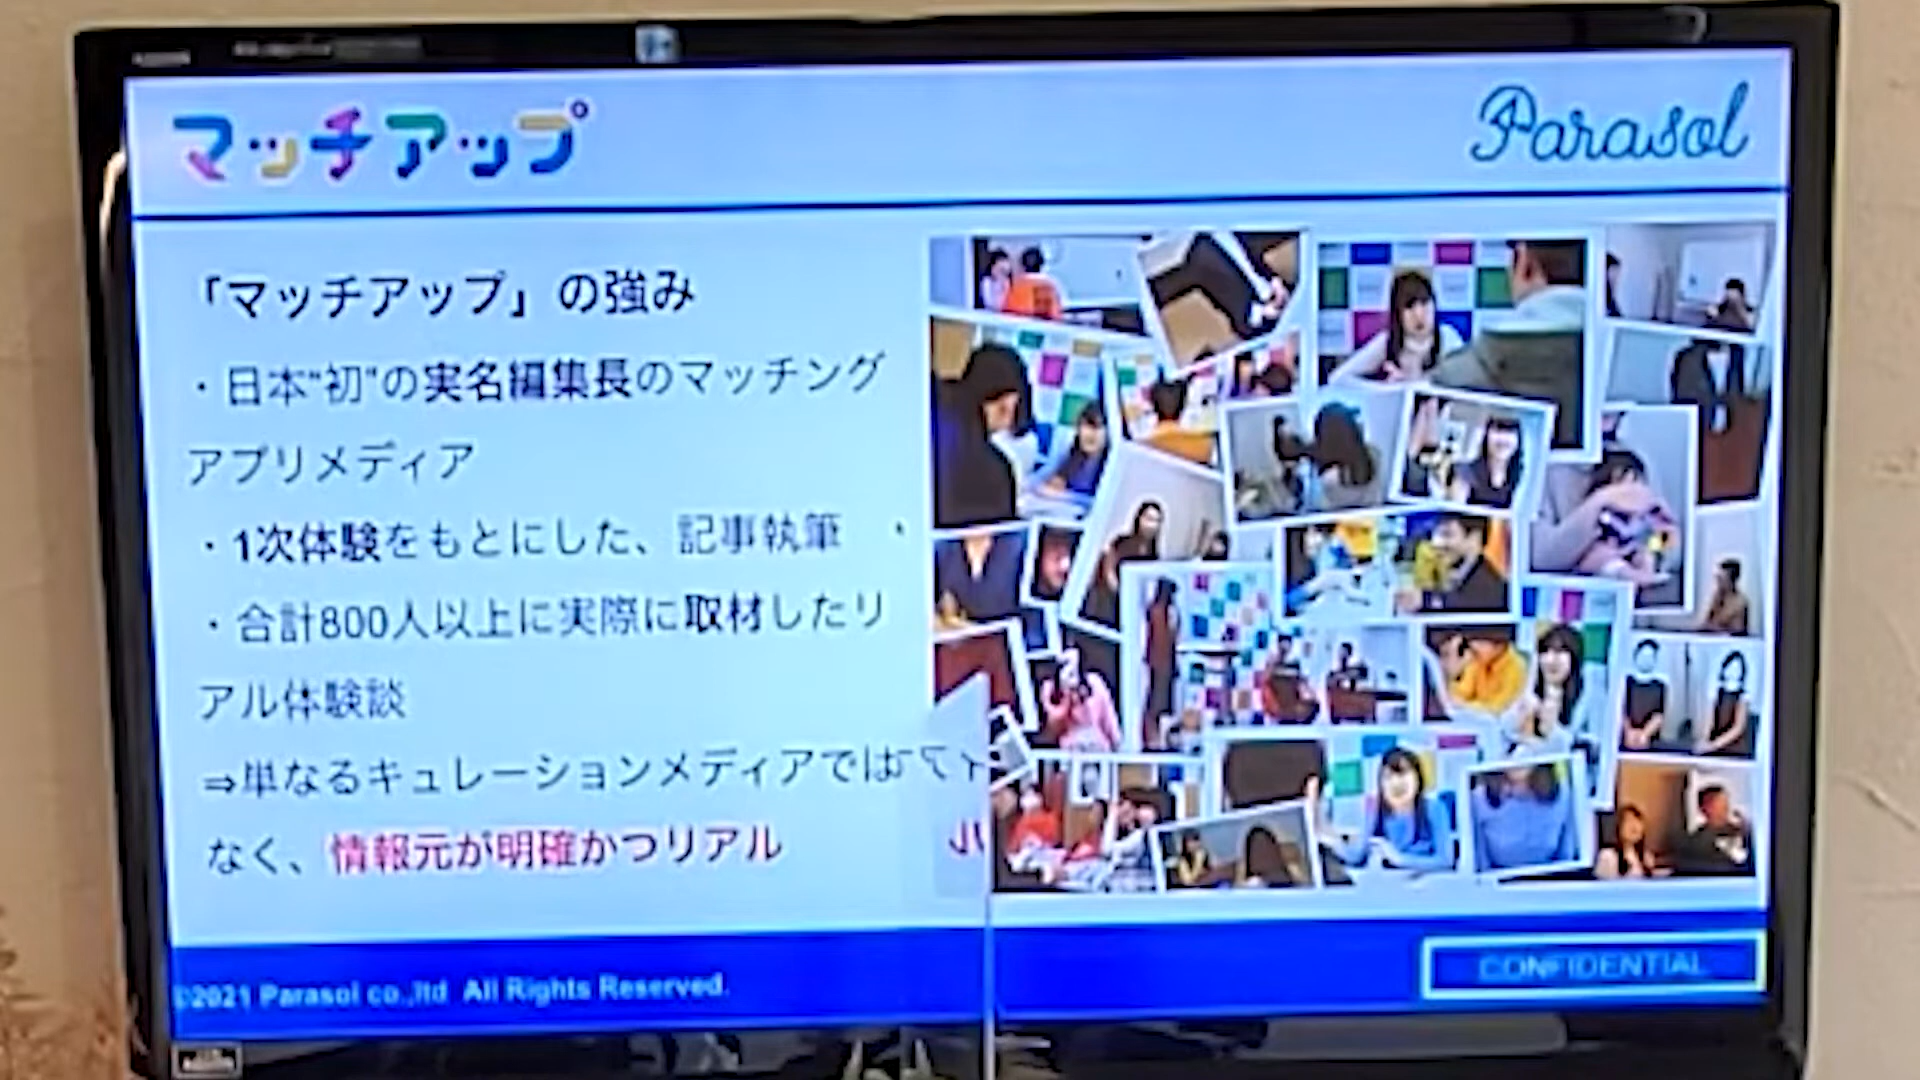 マッチアップ
Parasol
「マッチアップ」の強み
・日本“初”の実名編集長のマッチング
アプリメディア
・1次体験をもとにした、記事執筆
・合計800人以上に実際に取材したリ
アル体験談
⇒単なるキュレーションメディアでは
なく、情報元が明確かつリアル
©2021 Parasol co.,ltd All Rights Reserved.
CONFIDENTIAL